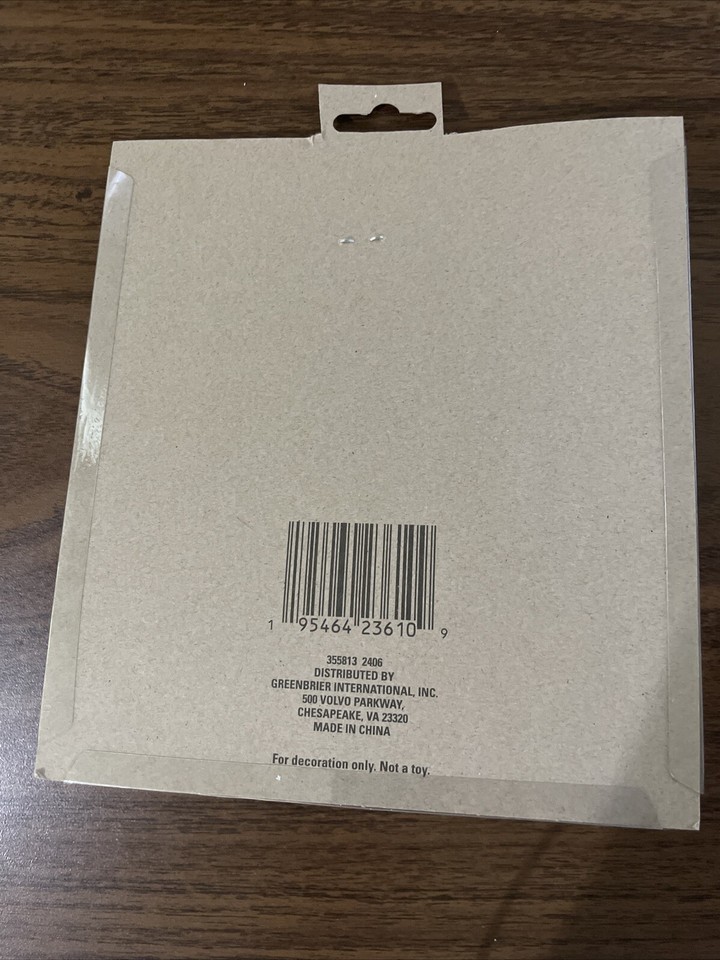 1 95464 23610 9
355813 2406
DISTRIBUTED BY
GREENBRIER INTERNATIONAL, INC.
500 VOLVO PARKWAY,
CHESAPEAKE, VA 23320
MADE IN CHINA
For decoration only. Not a toy.